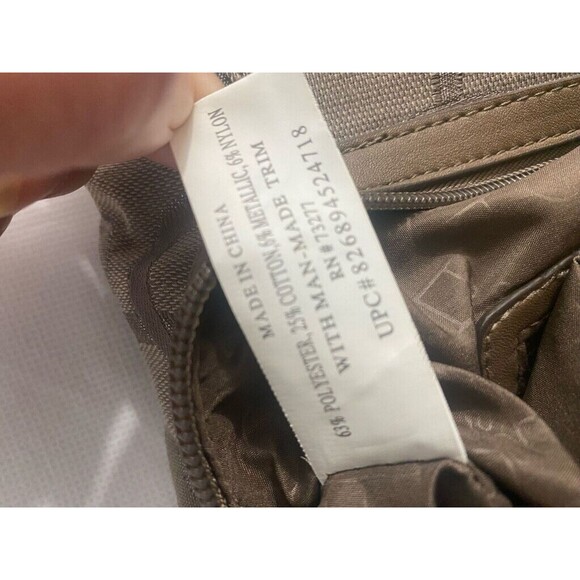 MADE IN CHINA
63% POLYESTER, 25% COTTON,6% METALLIC, 6% NYLON
WITH MAN-MADE TRIM
RN # 73277
UPC#826894524718